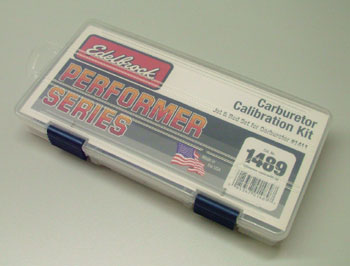 Edelbrock
PERFORMER
SERIES
Carburetor
Calibration Kit
Jet & Rod Set for Carburetor #1411
1489